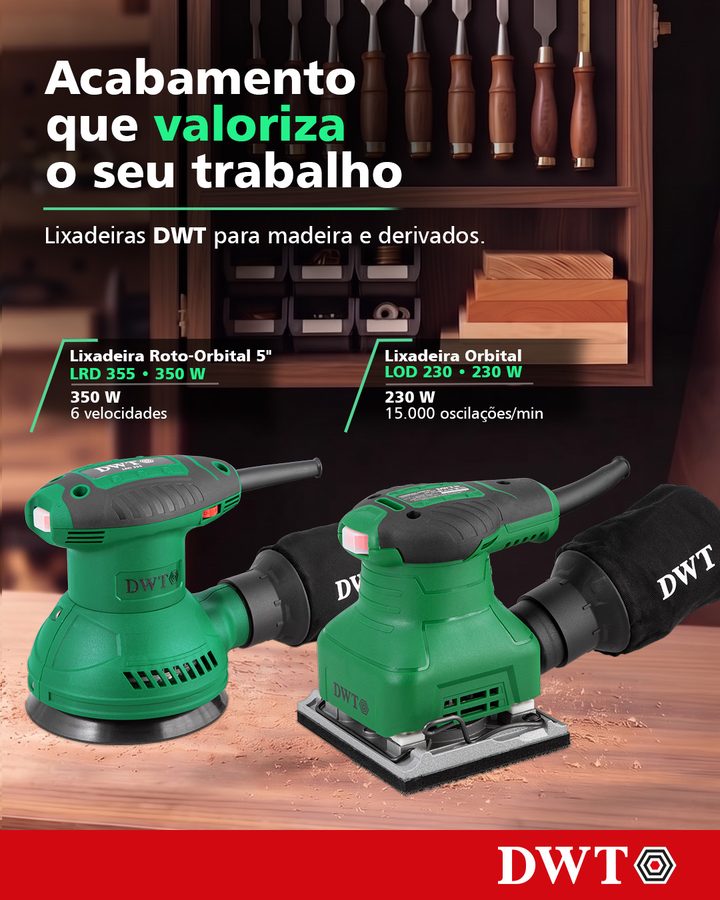 Acabamento
que valoriza
o seu trabalho
Lixadeiras DWT para madeira e derivados.
Lixadeira Roto-Orbital 5"
LRD 355 • 350 W
350 W
6 velocidades
Lixadeira Orbital
LOD 230 • 230 W
230 W
15.000 oscilações/min
DWT
DWT
DWT
DWT
DWT
DWT